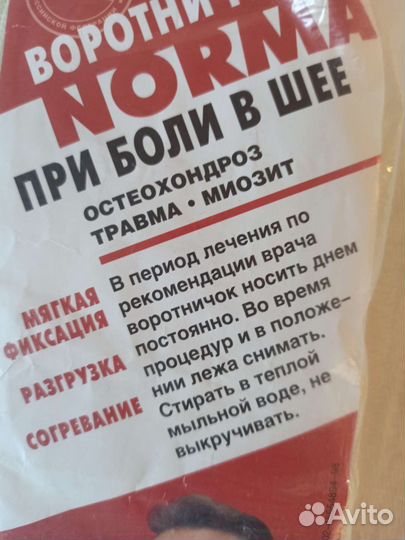 ВОРОТНИ
NORMA
ПРИ БОЛИ В ШЕЕ
ОСТЕОХОНДРОЗ
ТРАВМА • МИОЗИТ
МЯГКАЯ
ФИКСАЦИЯ
РАЗГРУЗКА
СОГРЕВАНИЕ
В период лечения по
рекомендации врача
воротничок носить днем
постоянно. Во время
процедур и в положе-
нии лежа снимать.
Стирать в теплой
мыльной воде, не
выкручивать.
Avito